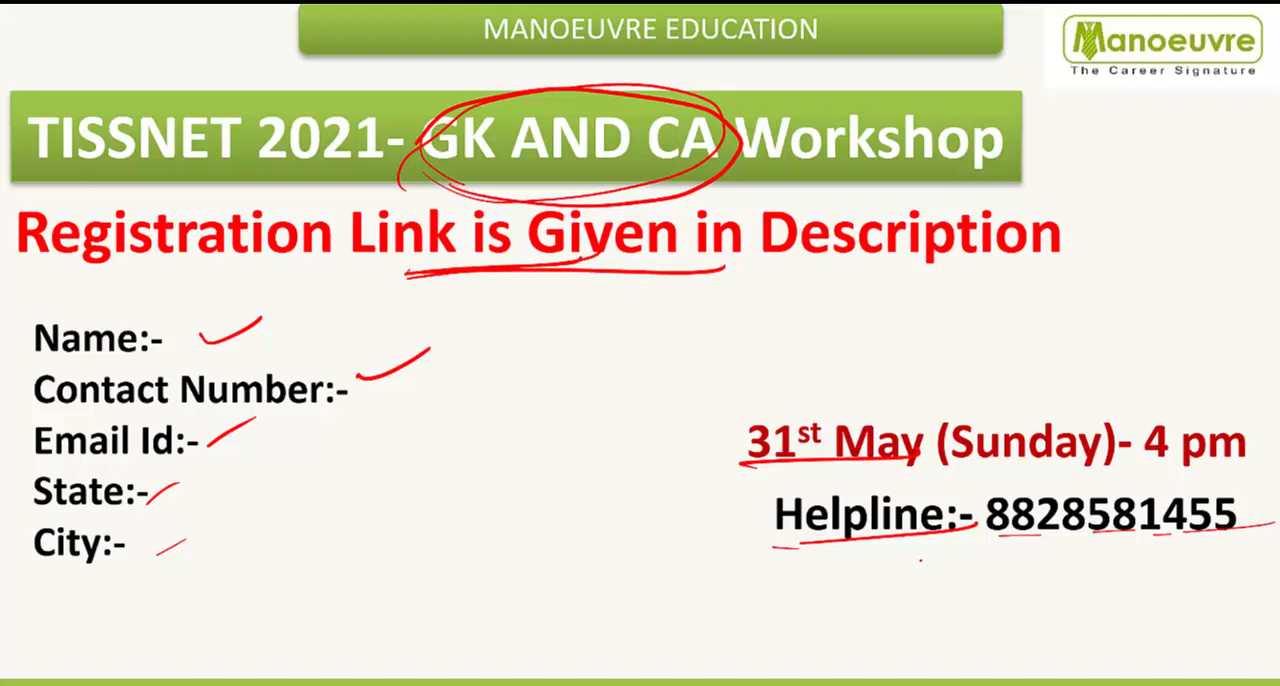 MANOEUVRE EDUCATION
Manoeuvre
The Career Signature
TISSNET 2021- GK AND CA Workshop
Registration Link is Given in Description
Name:-
Contact Number:-
Email Id:-
State:-
City:-
31st May (Sunday)- 4 pm
Helpline:- 8828581455